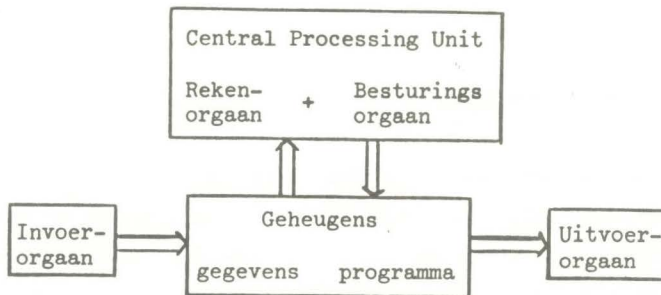 Central Processing Unit
Reken- + Besturings
orgaan orgaan
Invoer-
orgaan
Geheugens
gegevens programma
Uitvoer-
orgaan